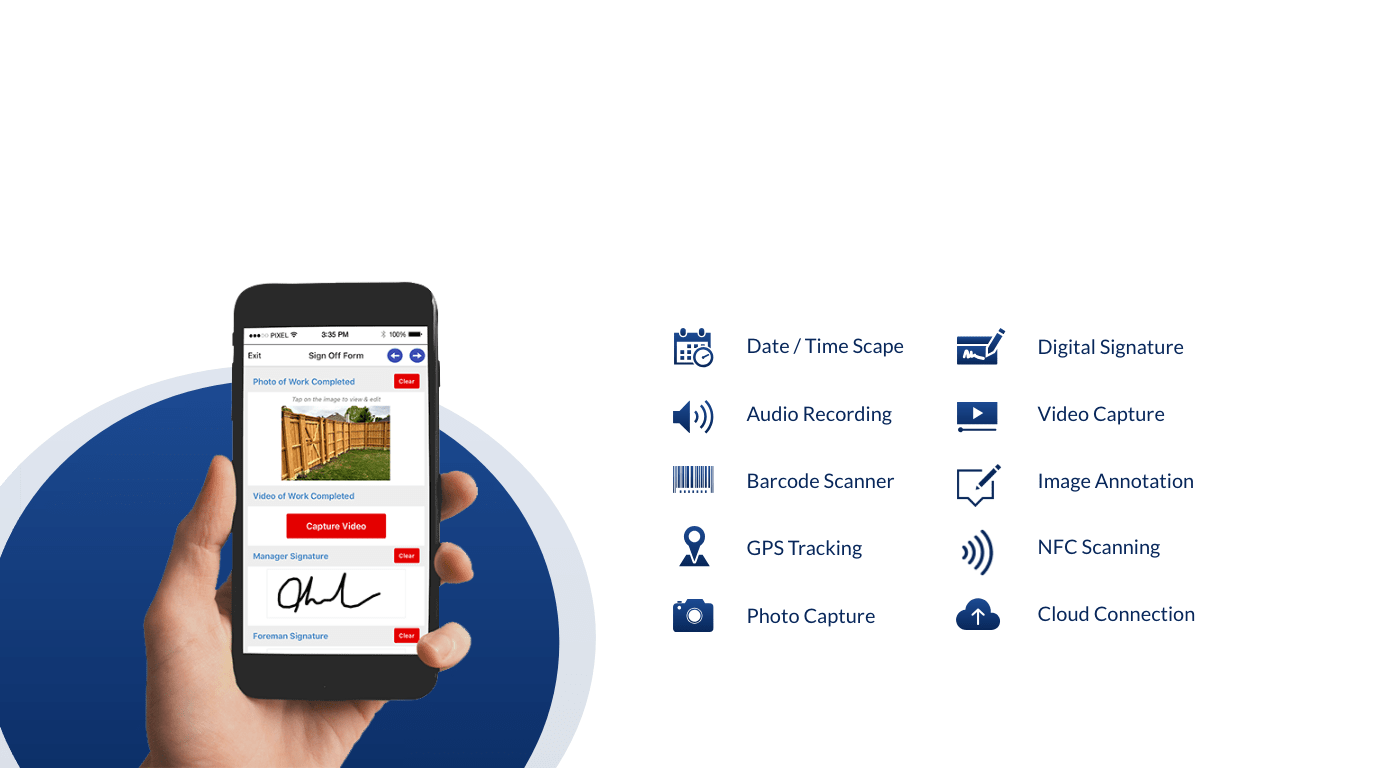 PIXEL 3:35 PM 100%
Exit Sign Off Form
Photo of Work Completed Clear
Tap on the image to view & edit
Video of Work Completed
Capture Video
Manager Signature Clear
Foreman Signature Clear
Date / Time Scape
Audio Recording
Barcode Scanner
GPS Tracking
Photo Capture
Digital Signature
Video Capture
Image Annotation
NFC Scanning
Cloud Connection